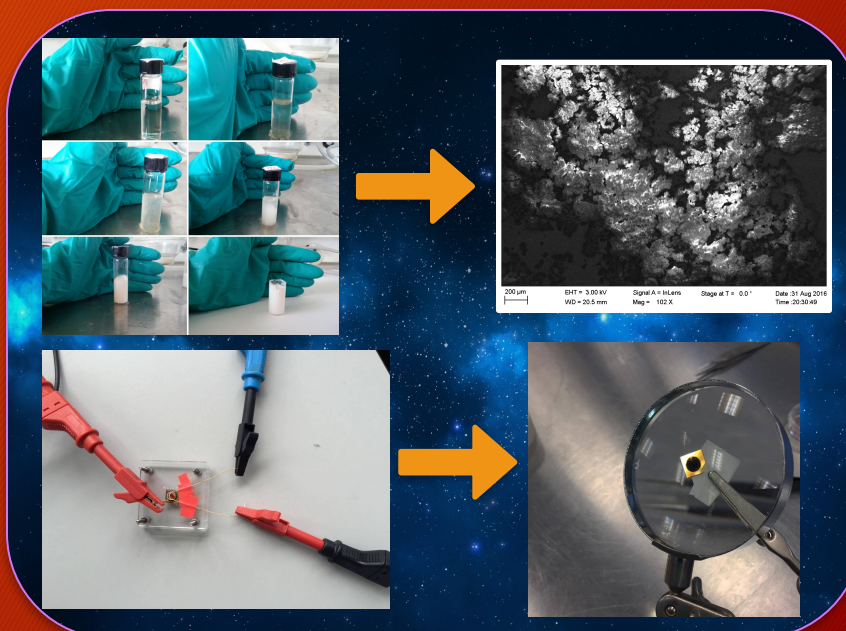 200 µm
EHT = 3.00 kV Signal A = InLens Stage at T = 0.0 ° Date :31 Aug 2016
WD = 20.5 mm Mag = 102 X Time :20:30:49